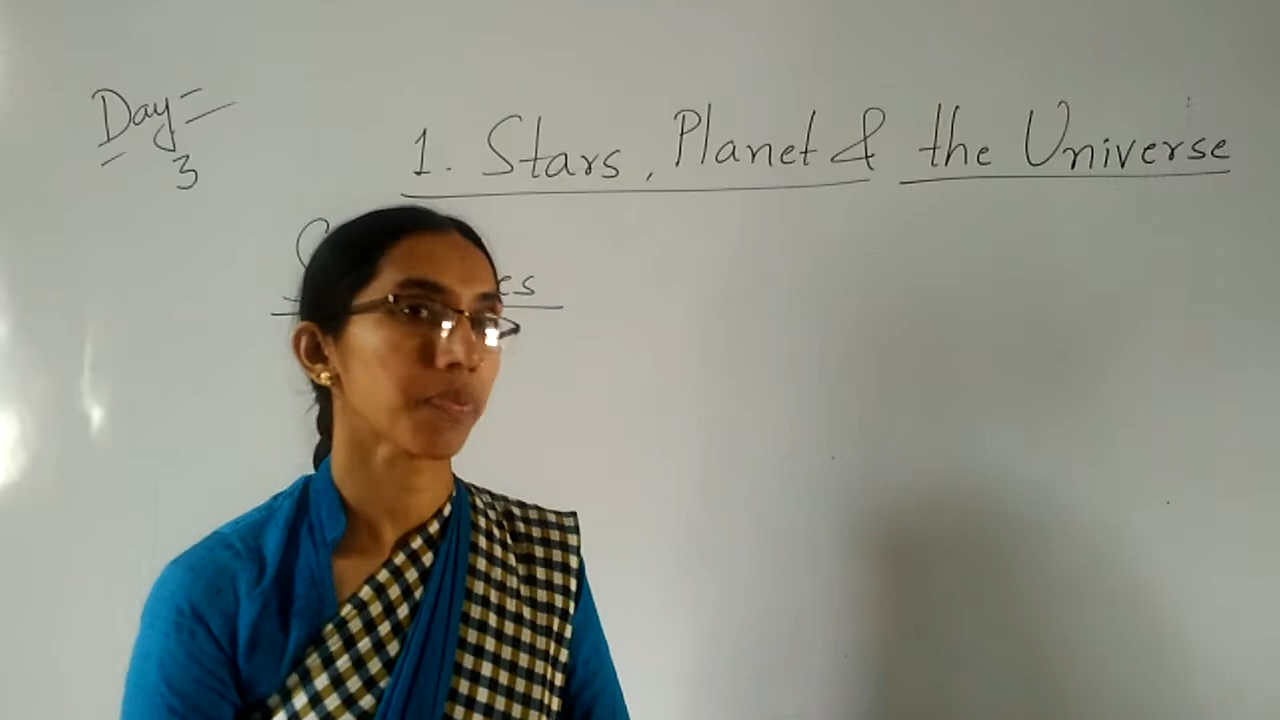 Day =
3
1. Stars, Planet & the Universe